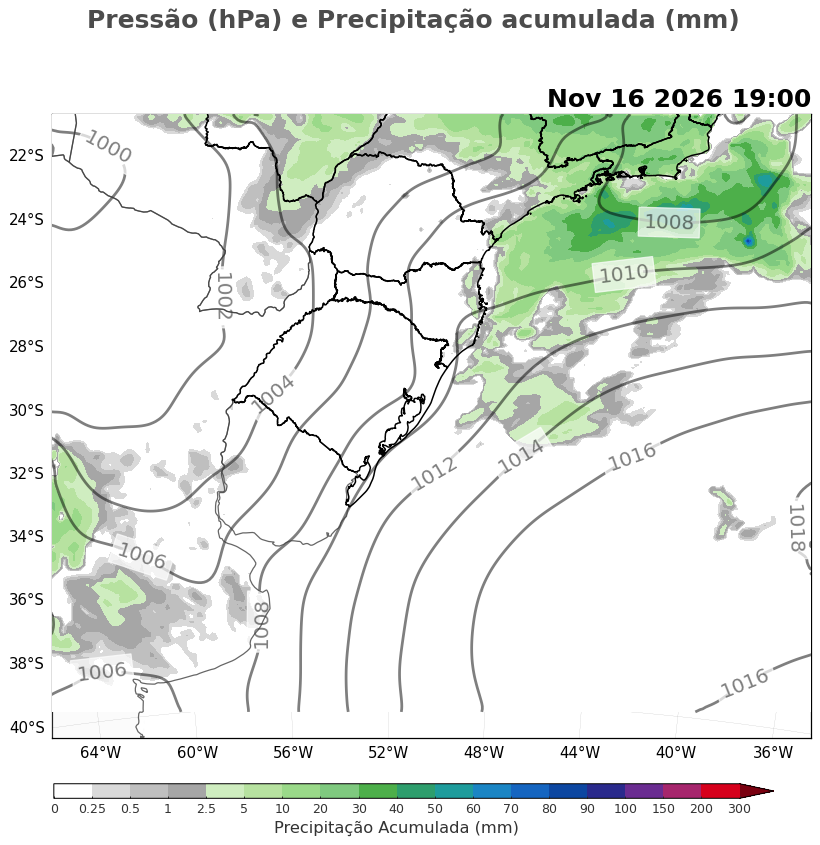 Pressão (hPa) e Precipitação acumulada (mm)
Nov 16 2026 19:00
1000
22°S
24°S
1008
1010
26°S
1002
28°S
1004
30°S
1012
1014
1016
32°S
1018
34°S
1006
36°S
1008
1006
38°S
1016
40°S
64°W 60°W 56°W 52°W 48°W 44°W 40°W 36°W
0 0.25 0.5 1 2.5 5 10 20 30 40 50 60 70 80 90 100 150 200 300
Precipitação Acumulada (mm)